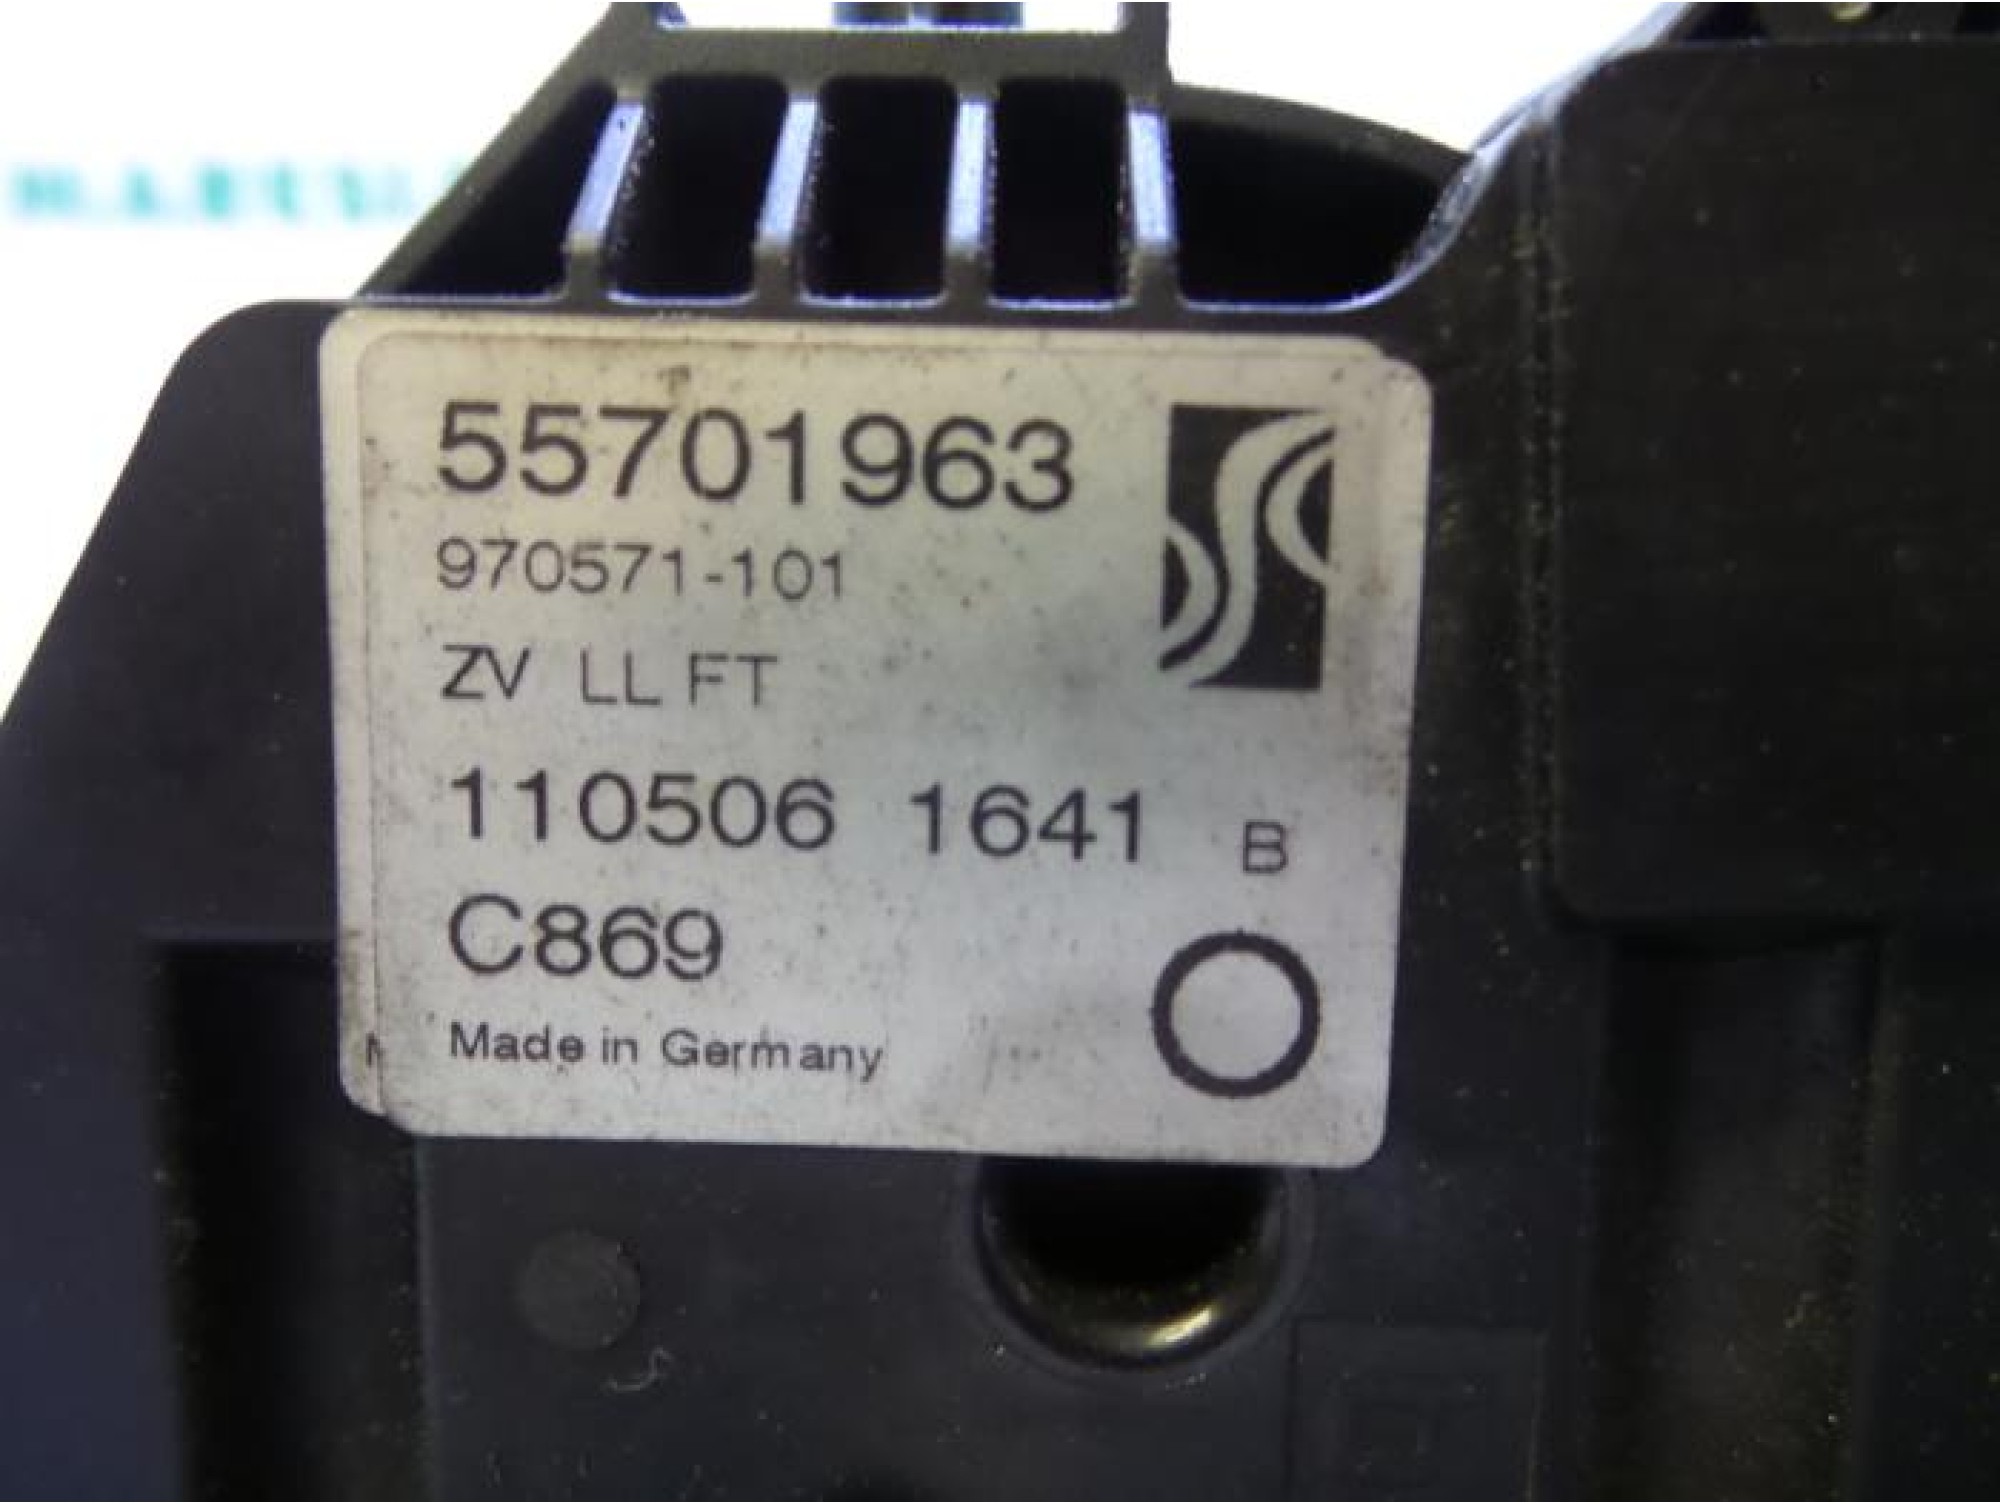 55701963
970571-101
ZV LL FT
110506 1641 B
C869
Made in Germany